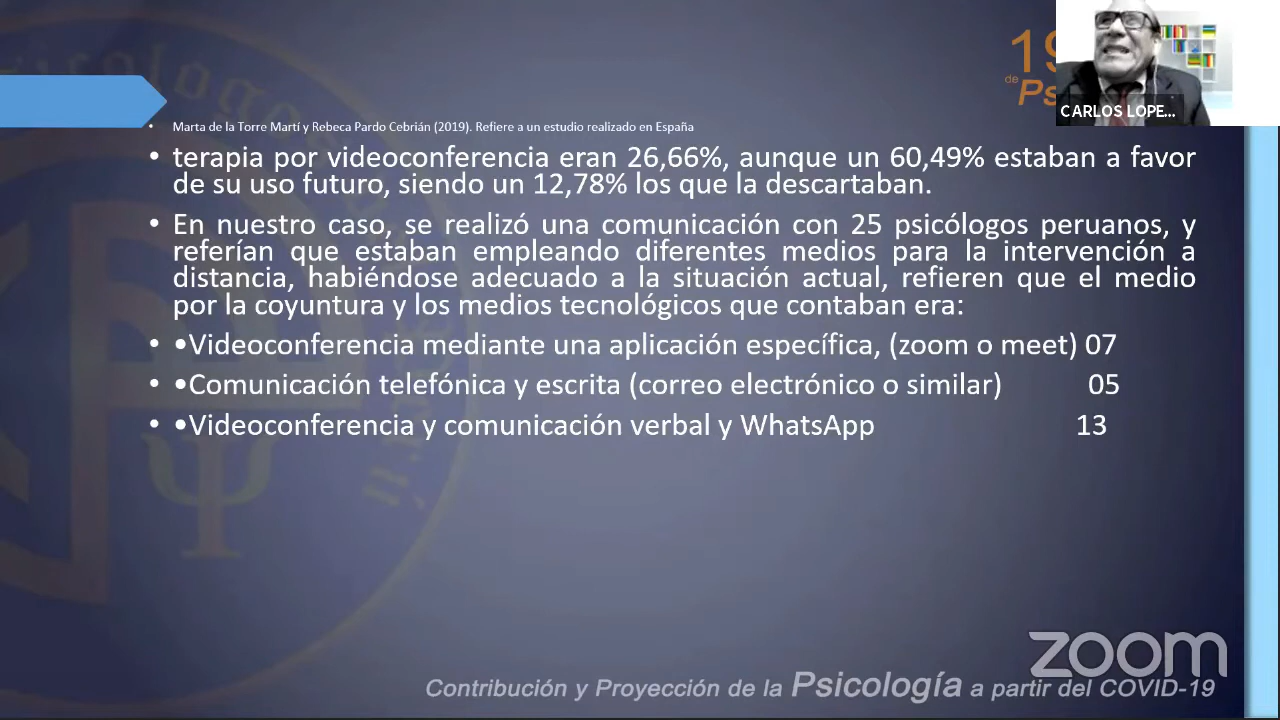 19
de
Ps
CARLOS LOPE...
• Marta de la Torre Martí y Rebeca Pardo Cebrián (2019). Refiere a un estudio realizado en España
• terapia por videoconferencia eran 26,66%, aunque un 60,49% estaban a favor
de su uso futuro, siendo un 12,78% los que la descartaban.
• En nuestro caso, se realizó una comunicación con 25 psicólogos peruanos, y
referían que estaban empleando diferentes medios para la intervención a
distancia, habiéndose adecuado a la situación actual, refieren que el medio
por la coyuntura y los medios tecnológicos que contaban era:
• •Videoconferencia mediante una aplicación específica, (zoom o meet) 07
• •Comunicación telefónica y escrita (correo electrónico o similar) 05
• •Videoconferencia y comunicación verbal y WhatsApp 13
zoom
Contribución y Proyección de la Psicología a partir del COVID-19